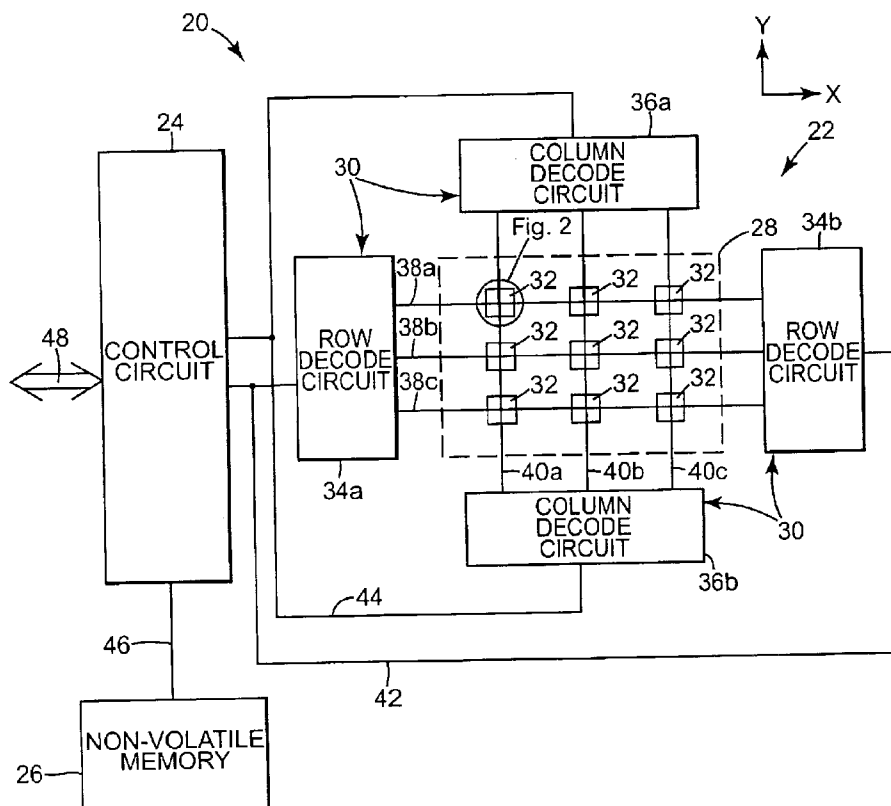 20
Y
X
24
36a
22
COLUMN
DECODE
CIRCUIT
30
Fig. 2
28
34b
38a
32
32
32
ROW
DECODE
CIRCUIT
38b
32
32
32
ROW
DECODE
CIRCUIT
48
CONTROL
CIRCUIT
38c
32
32
32
34a
40a
40b
40c
30
COLUMN
DECODE
CIRCUIT
36b
44
46
42
NON-VOLATILE
MEMORY
26